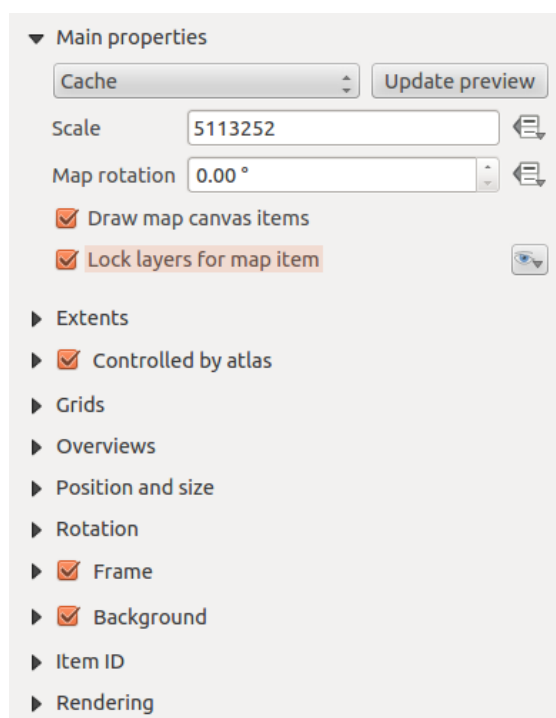 Main properties
Cache Update preview
Scale 5113252
Map rotation 0.00 °
Draw map canvas items
Lock layers for map item
Extents
Controlled by atlas
Grids
Overviews
Position and size
Rotation
Frame
Background
Item ID
Rendering